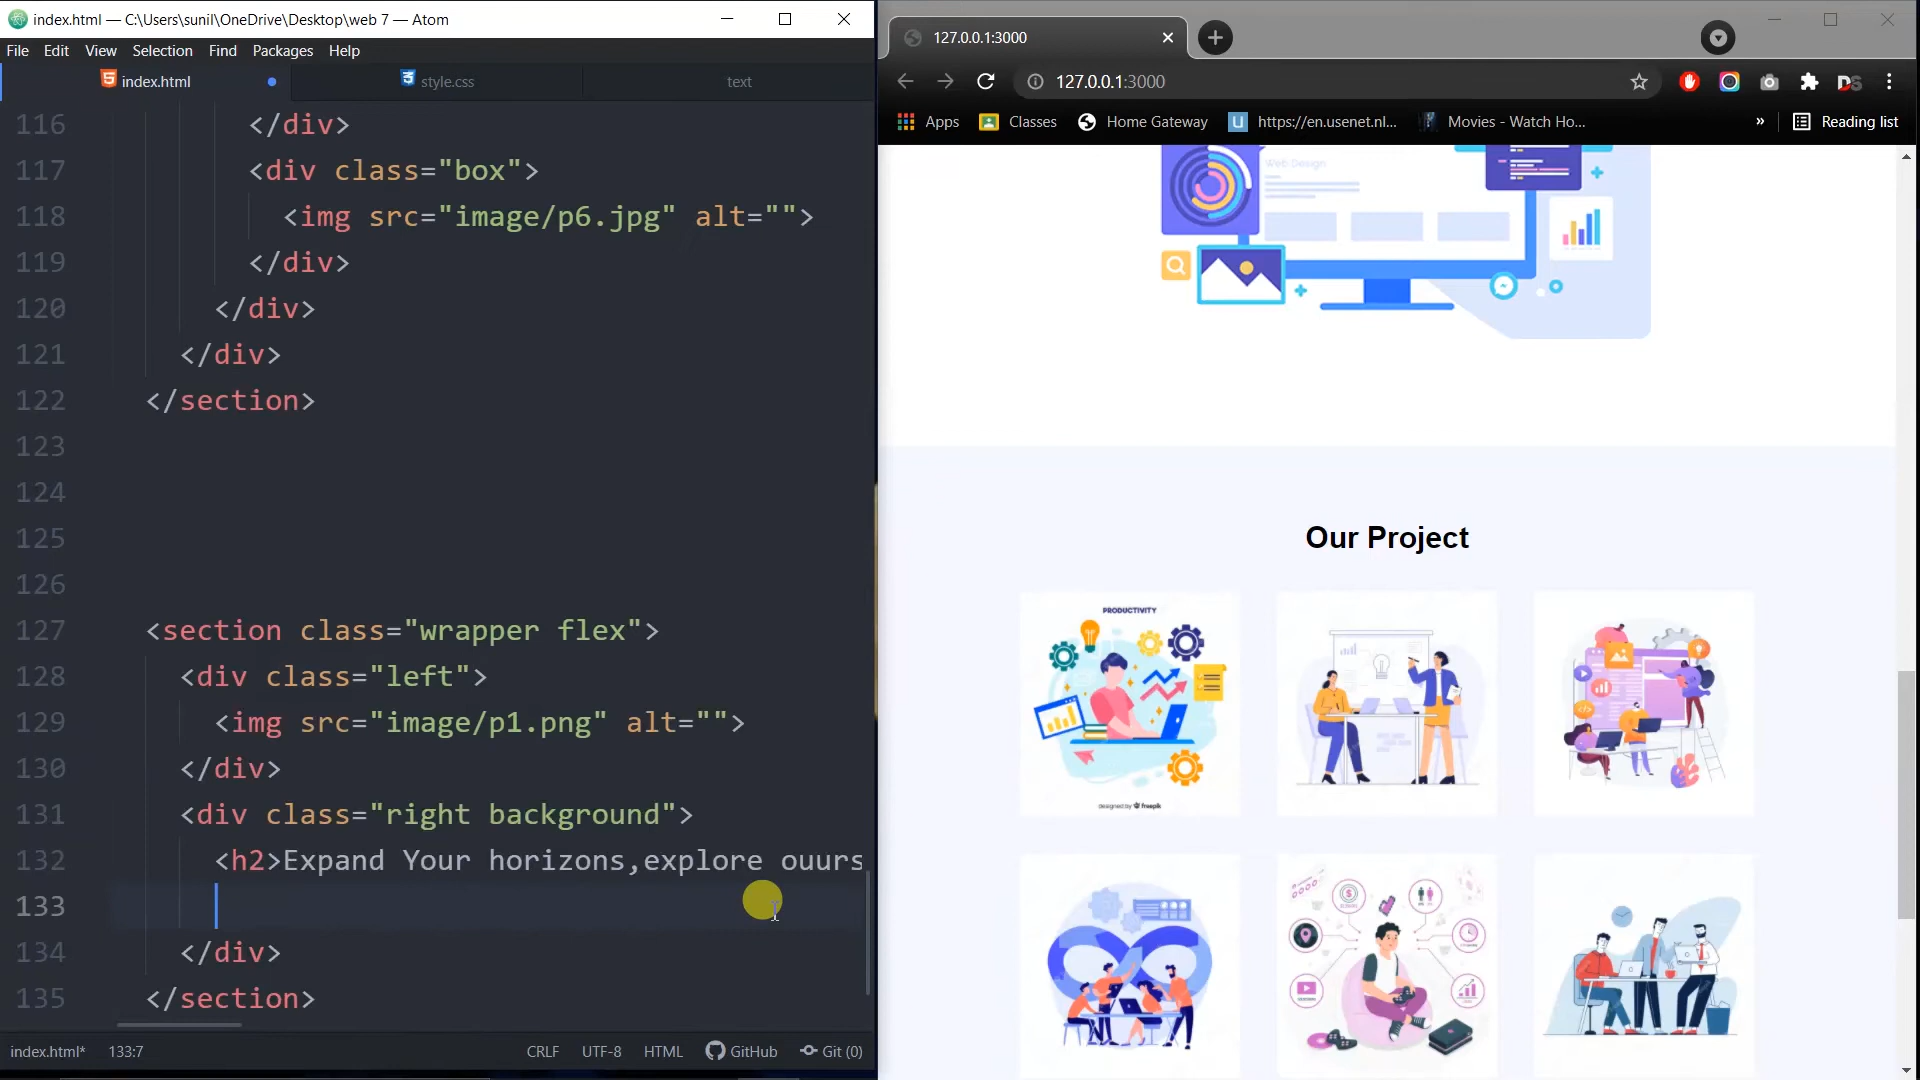 index.html — C:\Users\sunil\OneDrive\Desktop\web 7 — Atom
File Edit View Selection Find Packages Help
index.html style.css text
116 </div>
117 <div class="box">
118 <img src="image/p6.jpg" alt="">
119 </div>
120 </div>
121 </div>
122 </section>
123
124
125
126
127 <section class="wrapper flex">
128 <div class="left">
129 <img src="image/p1.png" alt="">
130 </div>
131 <div class="right background">
132 <h2>Expand Your horizons,explore ouurs
133
134 </div>
135 </section>
index.html* 133:7 CRLF UTF-8 HTML GitHub Git (0)
127.0.0.1:3000
127.0.0.1:3000
Apps Classes Home Gateway U https://en.usenet.nl... Movies - Watch Ho... » Reading list
Web Design
Our Project
PRODUCTIVITY
designed by freepik